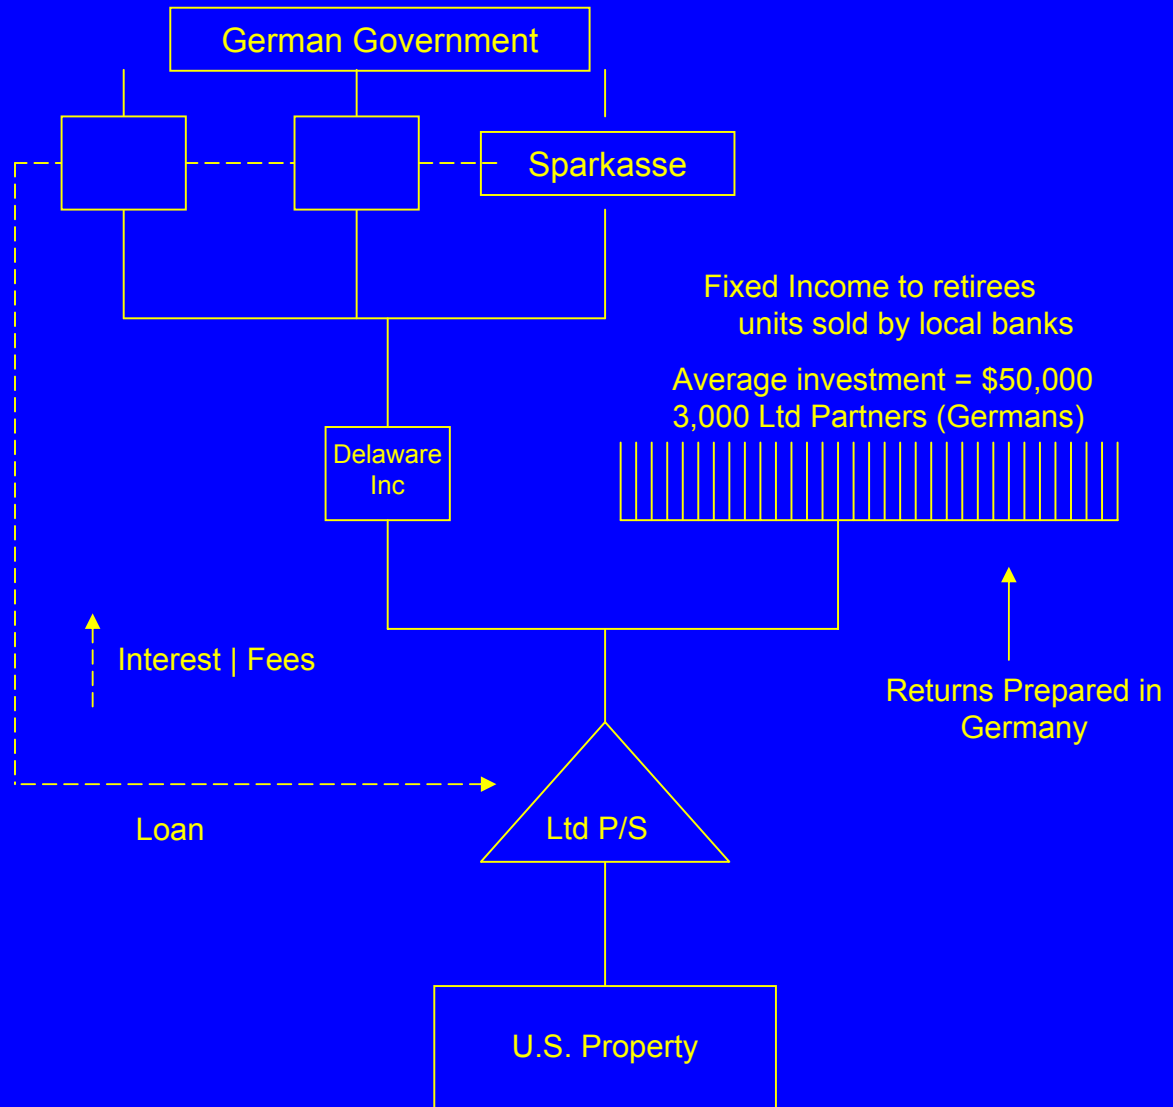 German Government
Sparkasse
Fixed Income to retirees
units sold by local banks
Average investment = $50,000
3,000 Ltd Partners (Germans)
Delaware
Inc
Interest | Fees
Returns Prepared in
Germany
Loan
Ltd P/S
U.S. Property